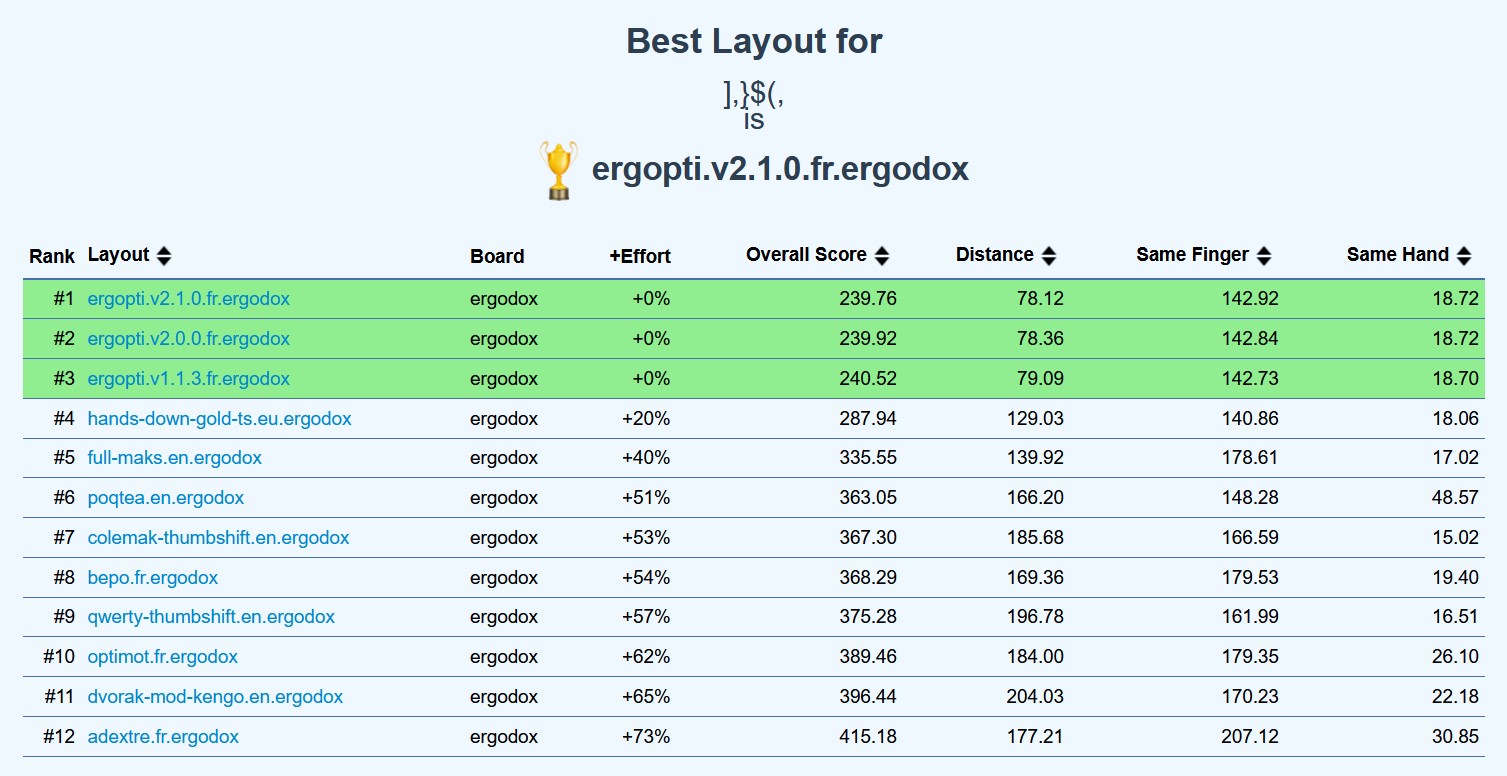 Best Layout for
],}$(,
is
ergopti.v2.1.0.fr.ergodox
Rank Layout Board +Effort Overall Score Distance Same Finger Same Hand
#1 ergopti.v2.1.0.fr.ergodox ergodox +0% 239.76 78.12 142.92 18.72
#2 ergopti.v2.0.0.fr.ergodox ergodox +0% 239.92 78.36 142.84 18.72
#3 ergopti.v1.1.3.fr.ergodox ergodox +0% 240.52 79.09 142.73 18.70
#4 hands-down-gold-ts.eu.ergodox ergodox +20% 287.94 129.03 140.86 18.06
#5 full-maks.en.ergodox ergodox +40% 335.55 139.92 178.61 17.02
#6 poqtea.en.ergodox ergodox +51% 363.05 166.20 148.28 48.57
#7 colemak-thumbshift.en.ergodox ergodox +53% 367.30 185.68 166.59 15.02
#8 bepo.fr.ergodox ergodox +54% 368.29 169.36 179.53 19.40
#9 qwerty-thumbshift.en.ergodox ergodox +57% 375.28 196.78 161.99 16.51
#10 optimot.fr.ergodox ergodox +62% 389.46 184.00 179.35 26.10
#11 dvorak-mod-kengo.en.ergodox ergodox +65% 396.44 204.03 170.23 22.18
#12 adextre.fr.ergodox ergodox +73% 415.18 177.21 207.12 30.85